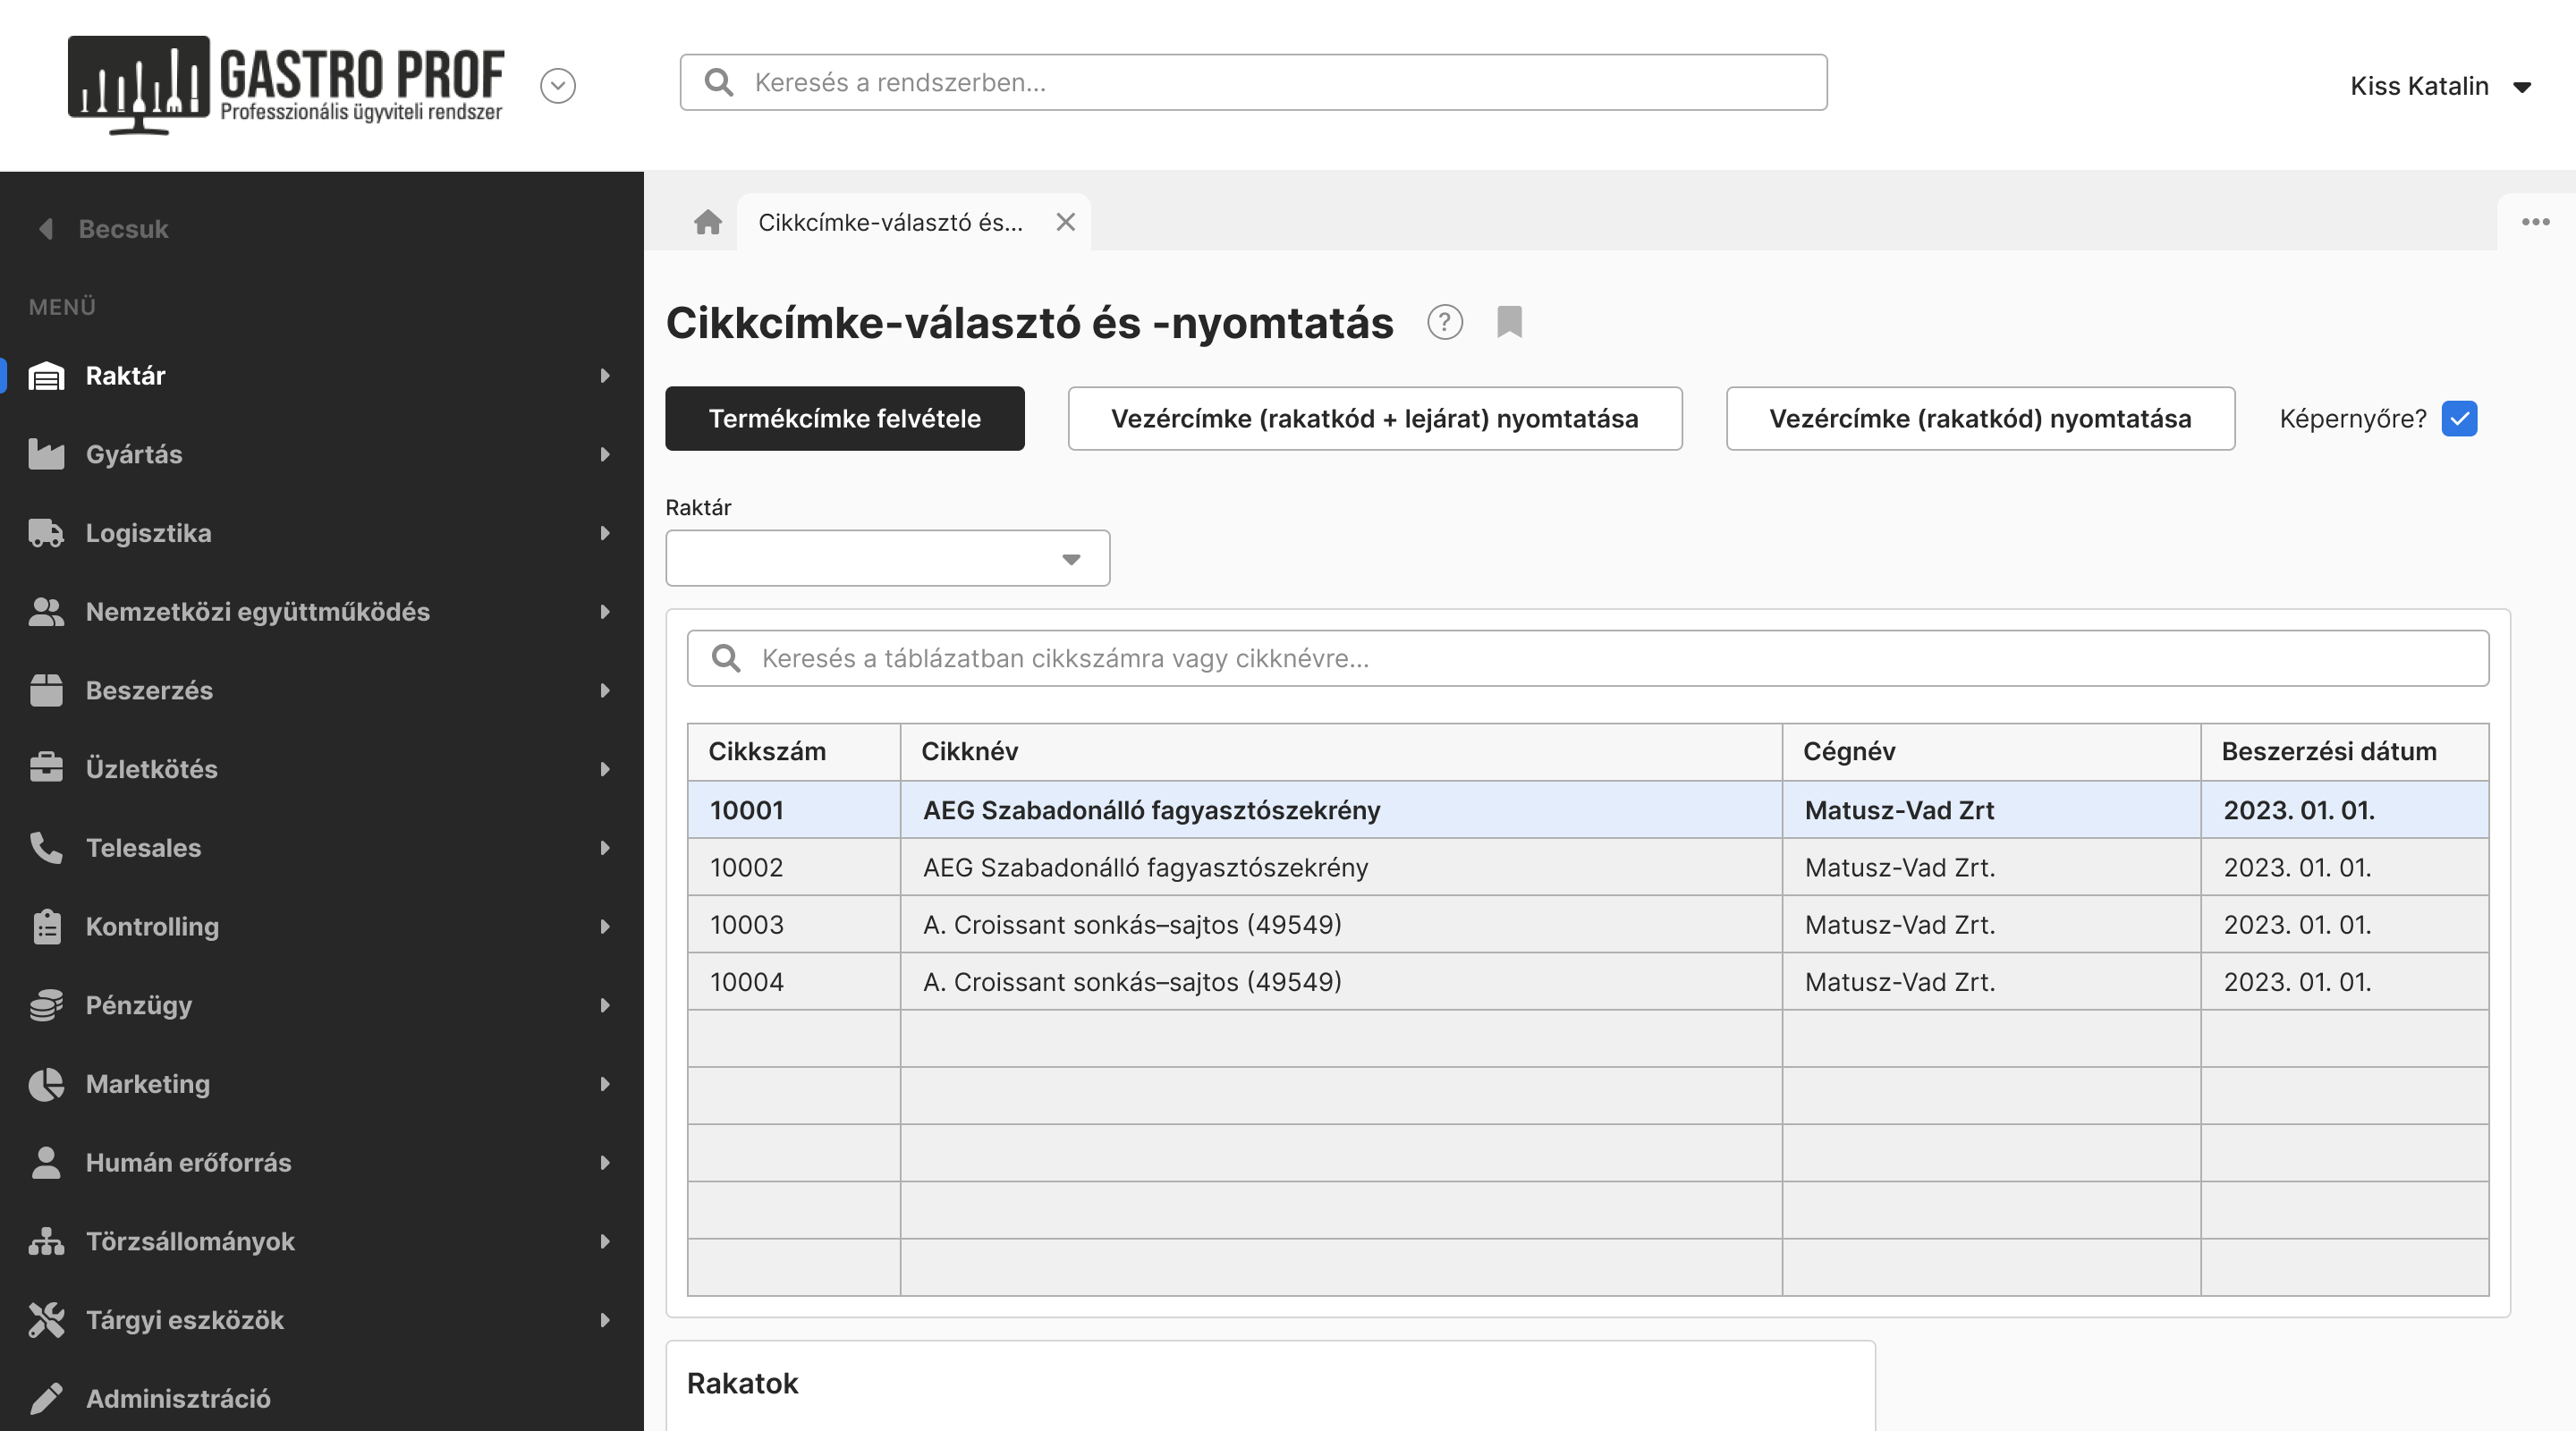 GASTRO PROF
Professzionális ügyviteli rendszer
Keresés a rendszerben...
Kiss Katalin
Becsuk
MENÜ
Raktár
Gyártás
Logisztika
Nemzetközi együttműködés
Beszerzés
Üzletkötés
Telesales
Kontrolling
Pénzügy
Marketing
Humán erőforrás
Törzsállományok
Tárgyi eszközök
Adminisztráció
Cikkcímke-választó és...
Cikkcímke-választó és -nyomtatás
Termékcímke felvétele
Vezércímke (rakatkód + lejárat) nyomtatása
Vezércímke (rakatkód) nyomtatása
Képernyőre?
Raktár
Keresés a táblázatban cikkszámra vagy cikknévre...
Cikkszám Cikknév Cégnév Beszerzési dátum
10001 AEG Szabadonálló fagyasztószekrény Matusz-Vad Zrt 2023. 01. 01.
10002 AEG Szabadonálló fagyasztószekrény Matusz-Vad Zrt. 2023. 01. 01.
10003 A. Croissant sonkás–sajtos (49549) Matusz-Vad Zrt. 2023. 01. 01.
10004 A. Croissant sonkás–sajtos (49549) Matusz-Vad Zrt. 2023. 01. 01.
Rakatok